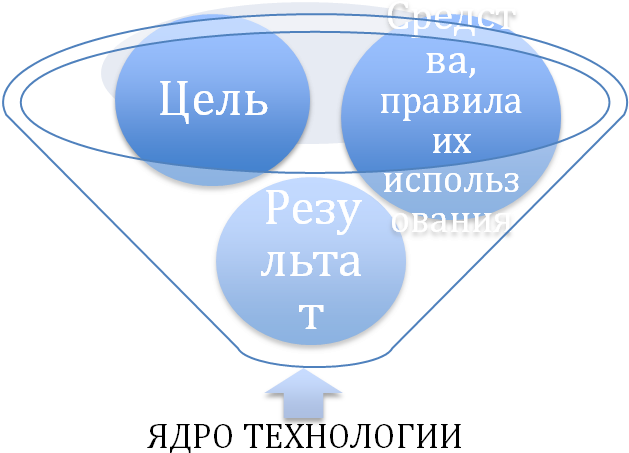 Цель
Средст
ва,
правила
их
использ
ования
Резу
льта
т
ЯДРО ТЕХНОЛОГИИ